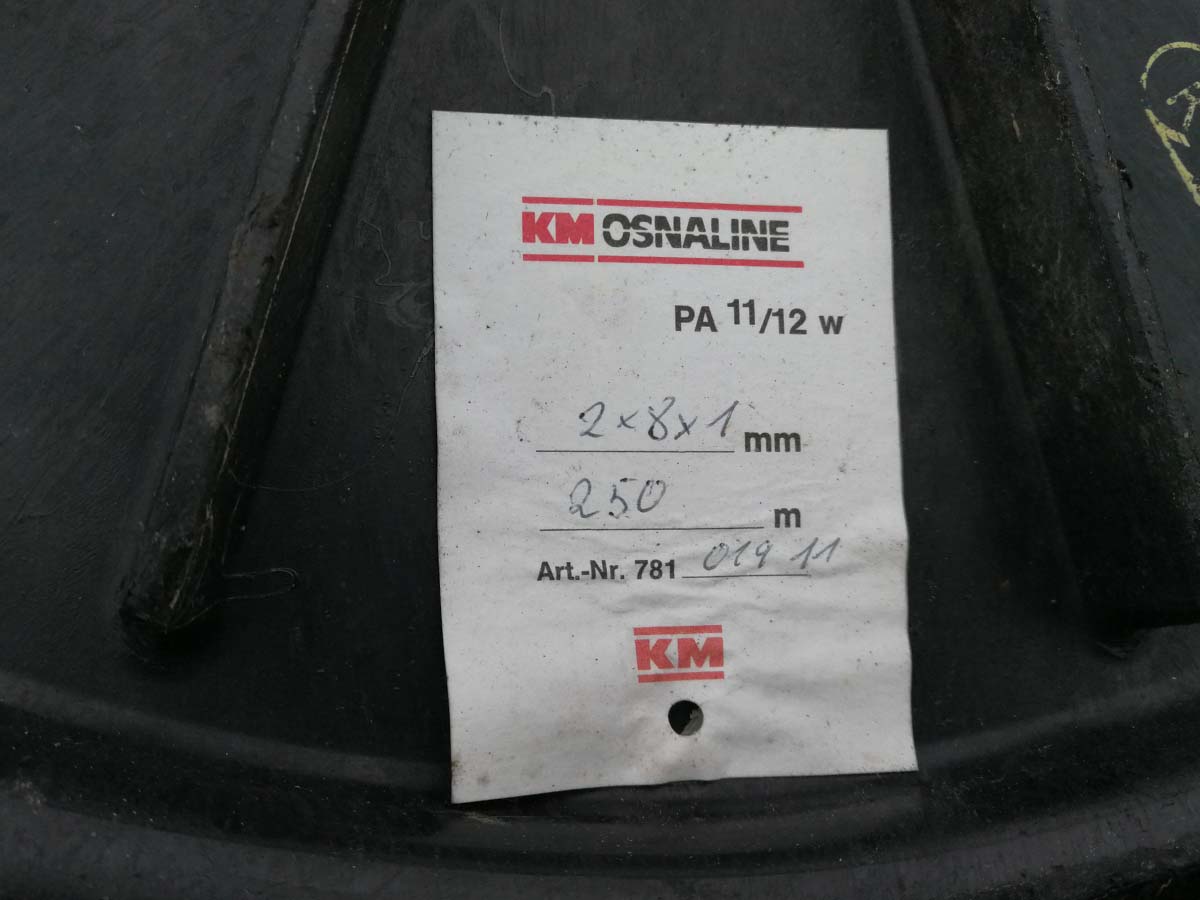 KM OSNALINE
PA 11/12 w
2x8x1 mm
250 m
Art.-Nr. 781 019 11
KM